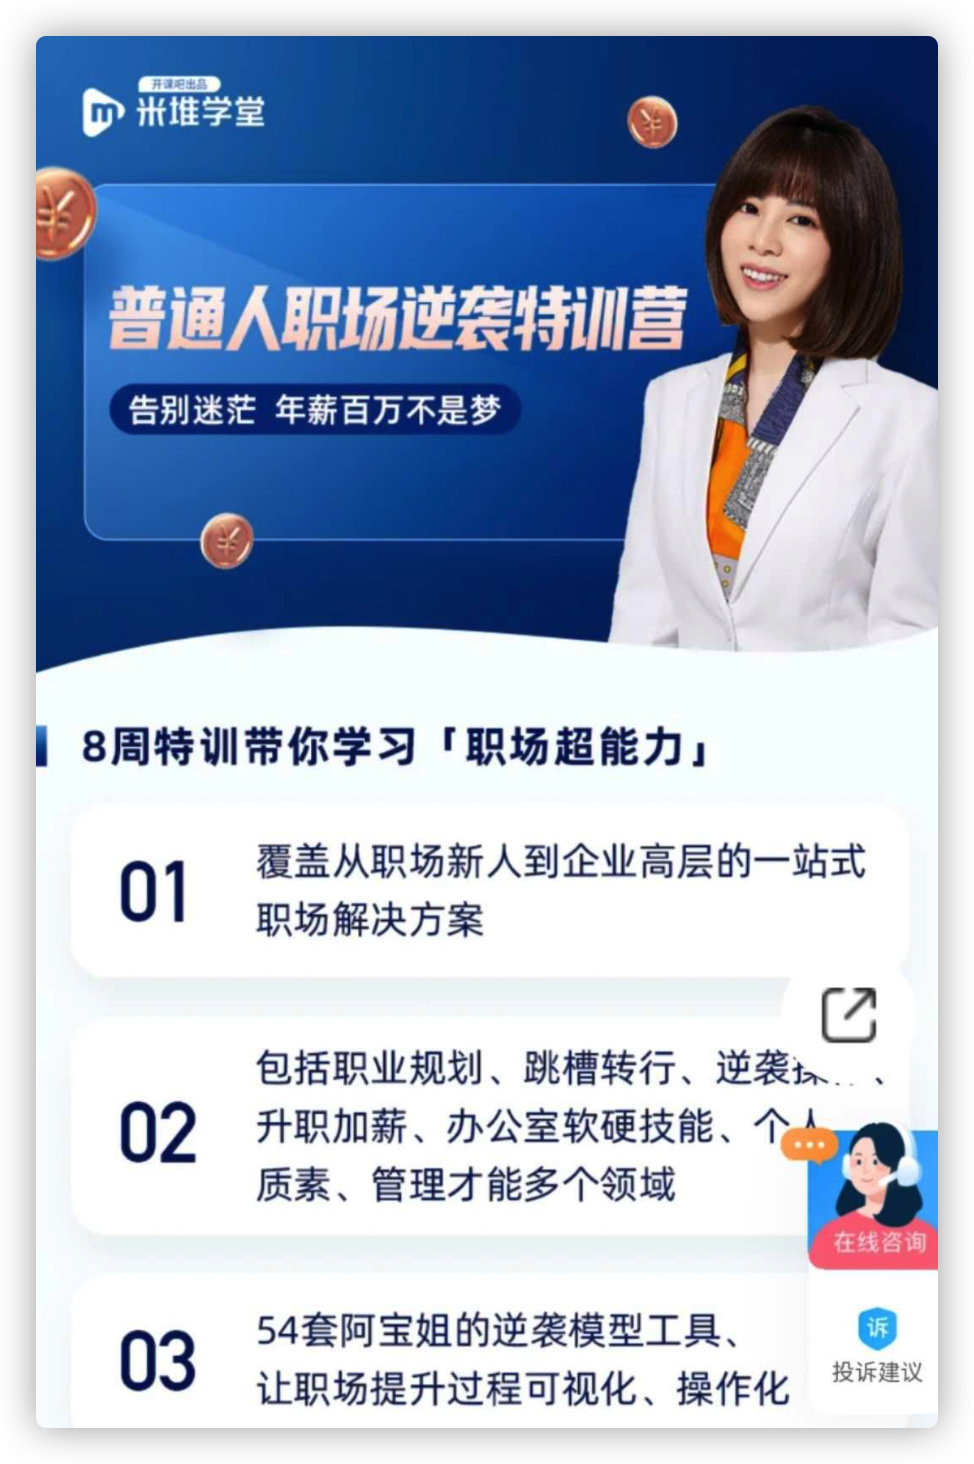 开课吧出品
米堆学堂
普通人职场逆袭特训营
告别迷茫 年薪百万不是梦
8周特训带你学习「职场超能力」
01
覆盖从职场新人到企业高层的一站式
职场解决方案
02
包括职业规划、跳槽转行、逆袭操作、
升职加薪、办公室软硬技能、个人
质素、管理才能多个领域
在线咨询
03
54套阿宝姐的逆袭模型工具、
让职场提升过程可视化、操作化
诉
投诉建议